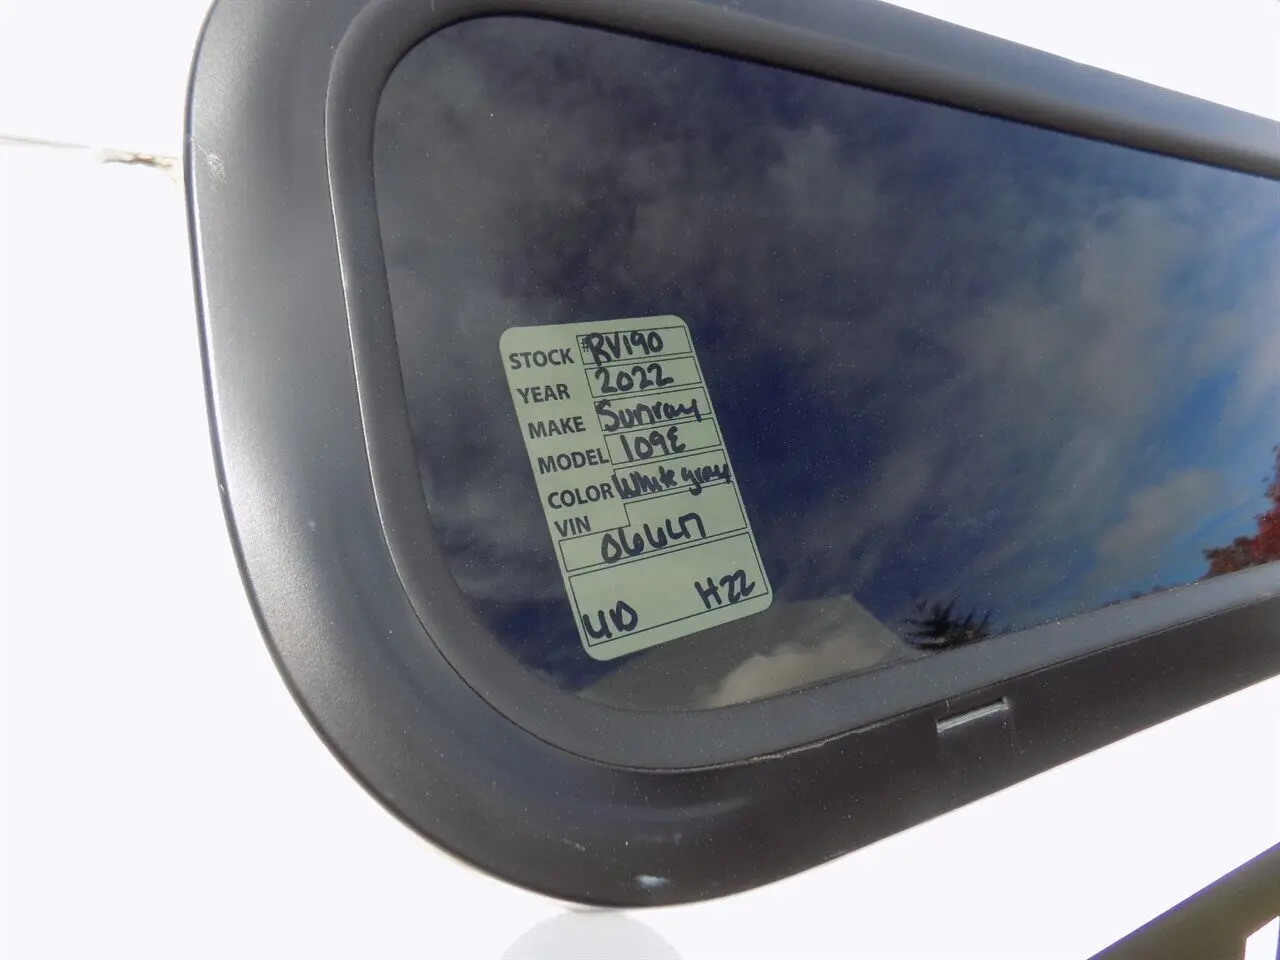 STOCK #RV190
YEAR 2022
MAKE Sunray
MODEL 109E
COLOR White gray
VIN
06647
UD H22